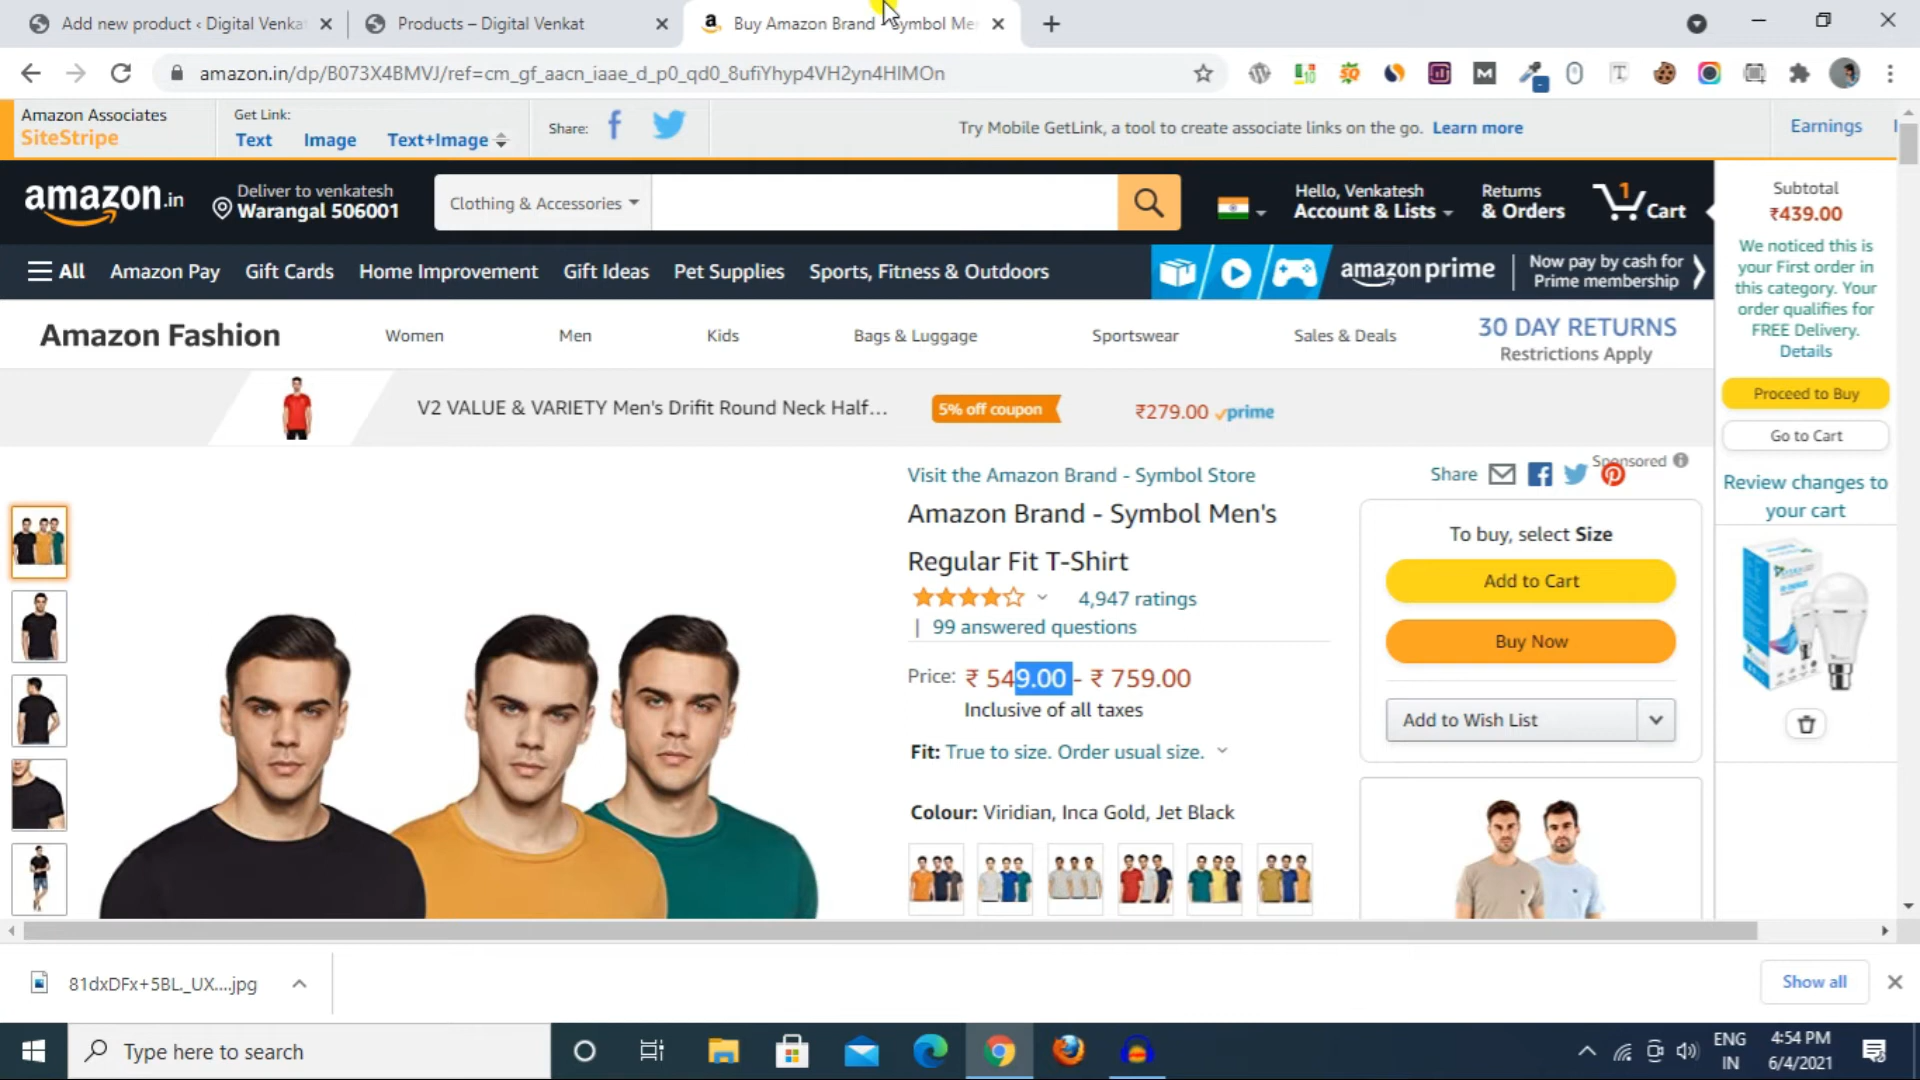 Add new product ‹ Digital Venka
Products – Digital Venkat
Buy Amazon Brand - Symbol Me
amazon.in/dp/B073X4BMVJ/ref=cm_gf_aacn_iaae_d_p0_qd0_8ufiYhyp4VH2yn4HIMOn
Amazon Associates
SiteStripe
Get Link:
Text Image Text+Image
Share:
Try Mobile GetLink, a tool to create associate links on the go. Learn more
Earnings
amazon.in
Deliver to venkatesh
Warangal 506001
Clothing & Accessories
Hello, Venkatesh
Account & Lists
Returns
& Orders
1
Cart
Subtotal
₹439.00
We noticed this is
your First order in
this category. Your
order qualifies for
FREE Delivery.
Details
Proceed to Buy
Go to Cart
Review changes to
your cart
All Amazon Pay Gift Cards Home Improvement Gift Ideas Pet Supplies Sports, Fitness & Outdoors
amazon prime
Now pay by cash for
Prime membership
Amazon Fashion
Women Men Kids Bags & Luggage Sportswear Sales & Deals
30 DAY RETURNS
Restrictions Apply
V2 VALUE & VARIETY Men's Drifit Round Neck Half... 5% off coupon ₹279.00 prime
Sponsored
Visit the Amazon Brand - Symbol Store
Share
Amazon Brand - Symbol Men's
Regular Fit T-Shirt
4,947 ratings
| 99 answered questions
Price: ₹ 549.00 - ₹ 759.00
Inclusive of all taxes
Fit: True to size. Order usual size.
Colour: Viridian, Inca Gold, Jet Black
To buy, select Size
Add to Cart
Buy Now
Add to Wish List
81dxDFx+5BL._UX....jpg
Show all
Type here to search
ENG
IN
4:54 PM
6/4/2021